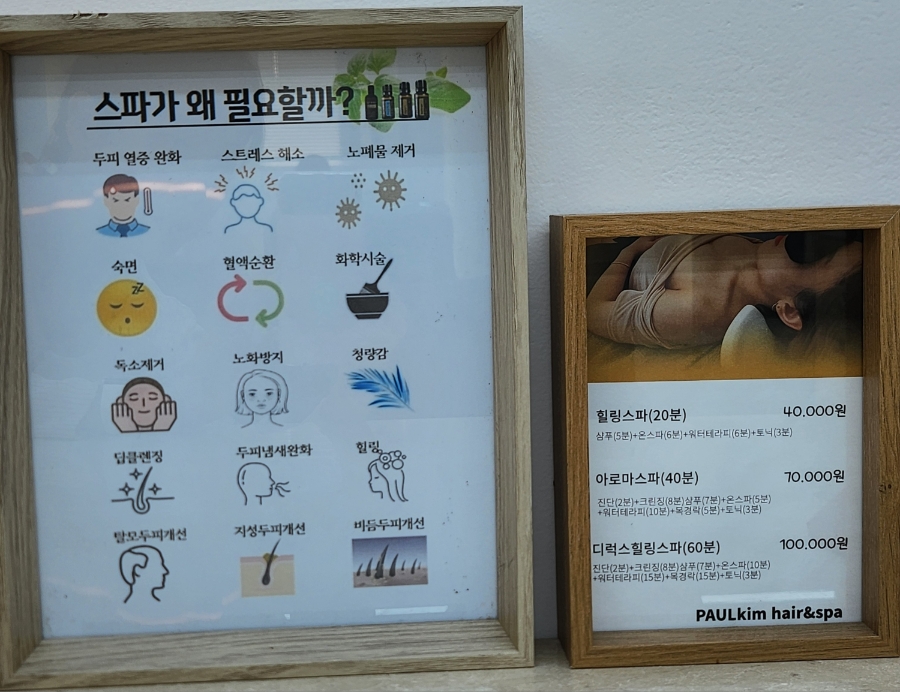 스파가 왜 필요할까?
두피 열증 완화 스트레스 해소 노폐물 제거
숙면 혈액순환 화학시술
독소제거 노화방지 청량감
딥클렌징 두피냄새완화 힐링
탈모두피개선 지성두피개선 비듬두피개선
힐링스파(20분) 40.000원
샴푸(5분)+온스파(6분)+워터테라피(6분)+토닉(3분)
아로마스파(40분) 70.000원
진단(2분)+크린징(8분)샴푸(7분)+온스파(5분)
+워터테라피(10분)+목경락(5분)+토닉(3분)
디럭스힐링스파(60분) 100.000원
진단(2분)+크린징(8분)샴푸(7분)+온스파(10분)
+워터테라피(15분)+목경락(15분)+토닉(3분)
PAULkim hair&spa